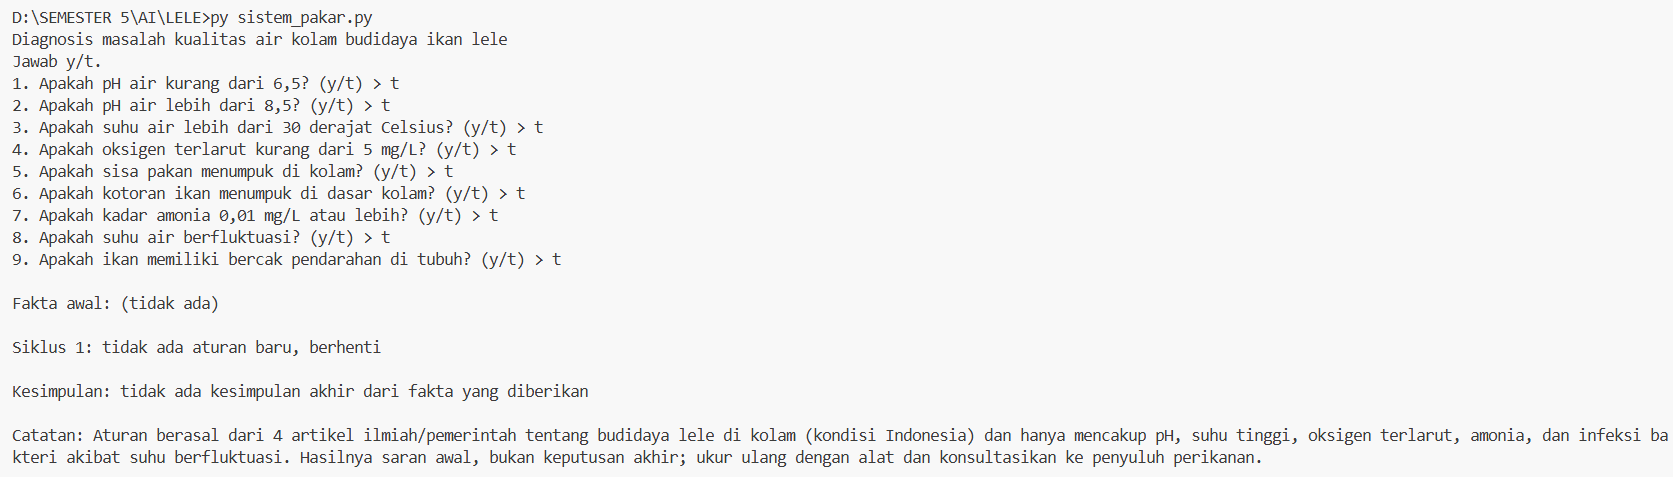 D:\SEMESTER 5\AI\LELE>py sistem_pakar.py
Diagnosis masalah kualitas air kolam budidaya ikan lele
Jawab y/t.
1. Apakah pH air kurang dari 6,5? (y/t) > t
2. Apakah pH air lebih dari 8,5? (y/t) > t
3. Apakah suhu air lebih dari 30 derajat Celsius? (y/t) > t
4. Apakah oksigen terlarut kurang dari 5 mg/L? (y/t) > t
5. Apakah sisa pakan menumpuk di kolam? (y/t) > t
6. Apakah kotoran ikan menumpuk di dasar kolam? (y/t) > t
7. Apakah kadar amonia 0,01 mg/L atau lebih? (y/t) > t
8. Apakah suhu air berfluktuasi? (y/t) > t
9. Apakah ikan memiliki bercak pendarahan di tubuh? (y/t) > t
Fakta awal: (tidak ada)
Siklus 1: tidak ada aturan baru, berhenti
Kesimpulan: tidak ada kesimpulan akhir dari fakta yang diberikan
Catatan: Aturan berasal dari 4 artikel ilmiah/pemerintah tentang budidaya lele di kolam (kondisi Indonesia) dan hanya mencakup pH, suhu tinggi, oksigen terlarut, amonia, dan infeksi ba
kteri akibat suhu berfluktuasi. Hasilnya saran awal, bukan keputusan akhir; ukur ulang dengan alat dan konsultasikan ke penyuluh perikanan.